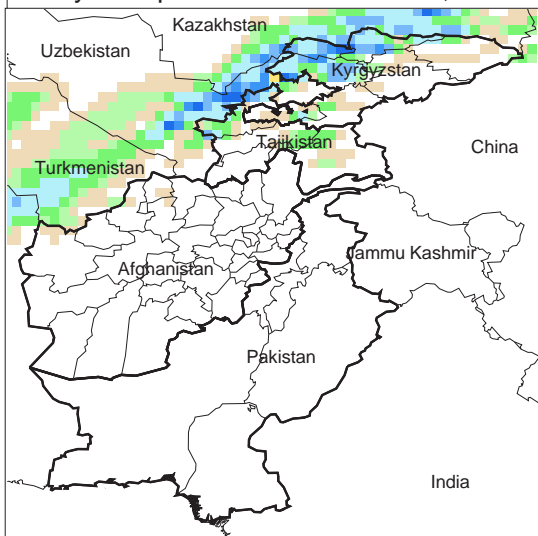 Kazakhstan
Uzbekistan
Kyrgyzstan
Tajikistan
China
Turkmenistan
Jammu Kashmir
Afghanistan
Pakistan
India